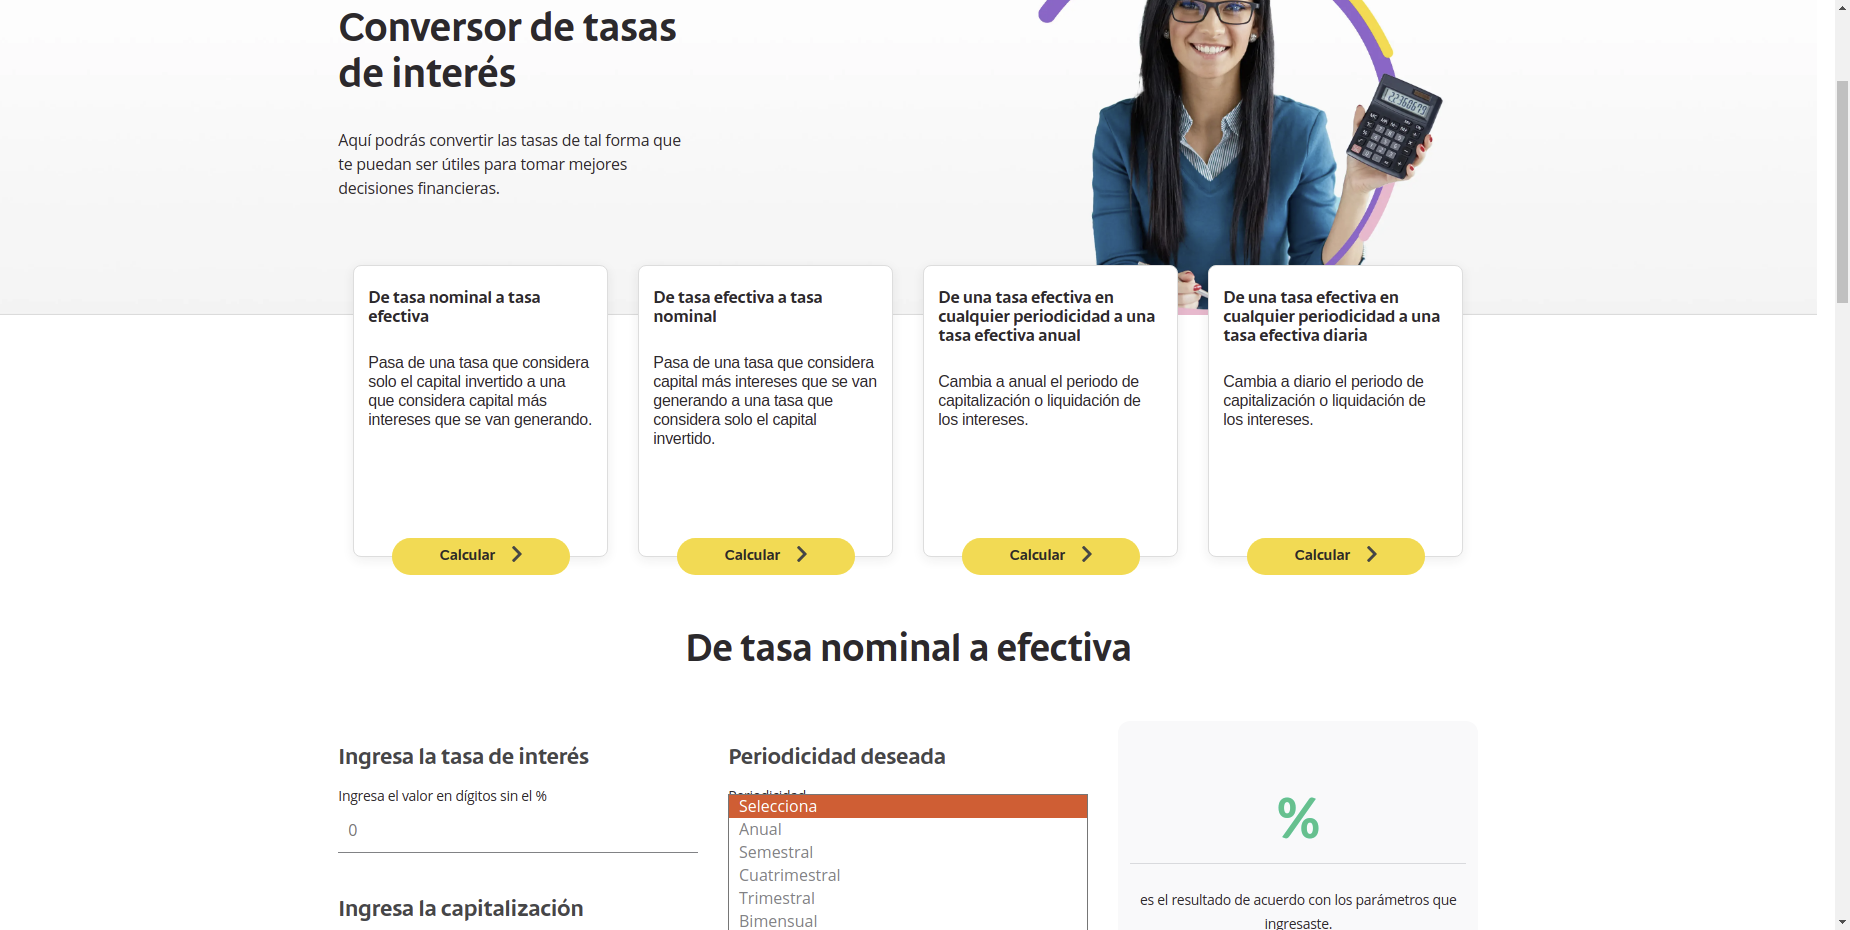 Conversor de tasas
de interés
Aquí podrás convertir las tasas de tal forma que
te puedan ser útiles para tomar mejores
decisiones financieras.
De tasa nominal a tasa
efectiva
Pasa de una tasa que considera
solo el capital invertido a una
que considera capital más
intereses que se van generando.
Calcular
De tasa efectiva a tasa
nominal
Pasa de una tasa que considera
capital más intereses que se van
generando a una tasa que
considera solo el capital
invertido.
Calcular
De una tasa efectiva en
cualquier periodicidad a una
tasa efectiva anual
Cambia a anual el periodo de
capitalización o liquidación de
los intereses.
Calcular
De una tasa efectiva en
cualquier periodicidad a una
tasa efectiva diaria
Cambia a diario el periodo de
capitalización o liquidación de
los intereses.
Calcular
De tasa nominal a efectiva
Ingresa la tasa de interés
Ingresa el valor en dígitos sin el %
0
Ingresa la capitalización
Periodicidad deseada
Periodicidad
Selecciona
Anual
Semestral
Cuatrimestral
Trimestral
Bimensual
%
es el resultado de acuerdo con los parámetros que
ingresaste.